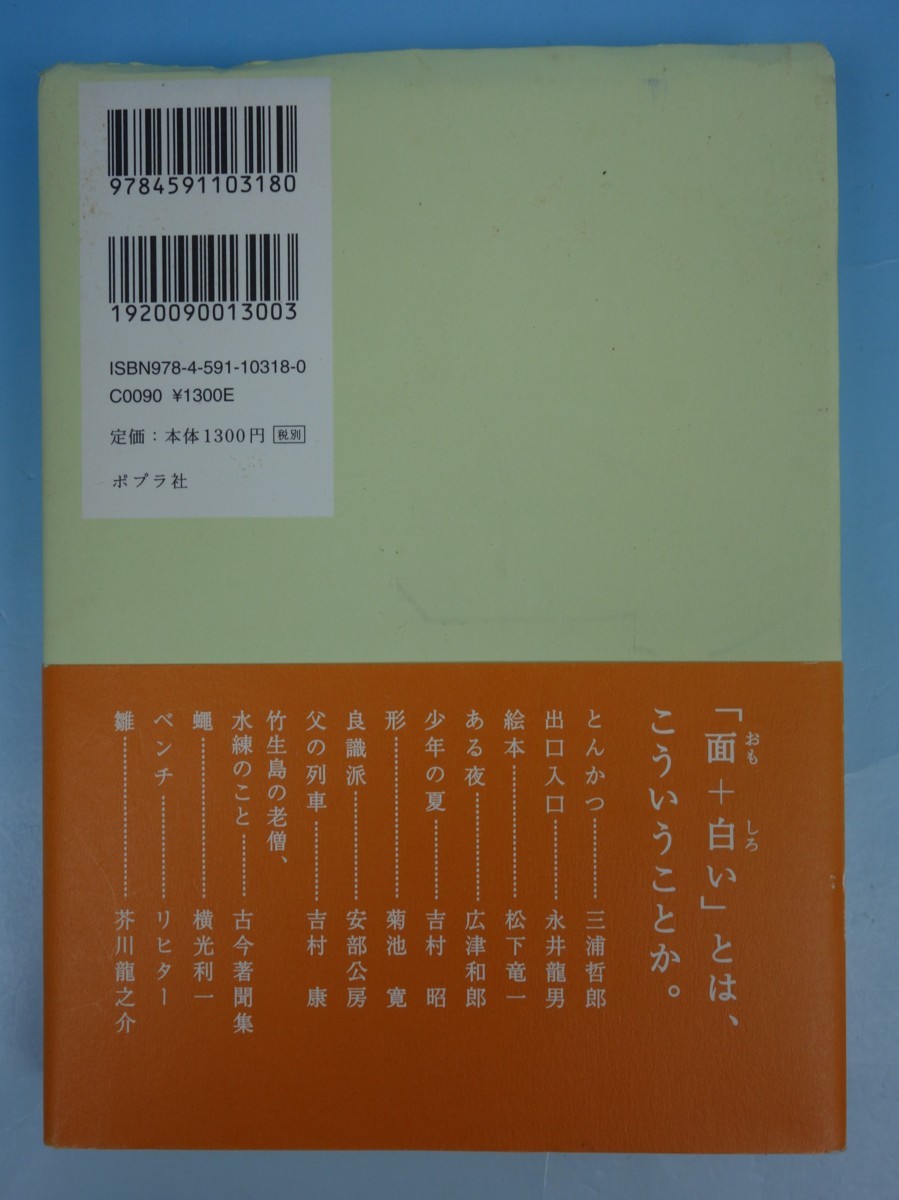 9784591103180
1920090013003
ISBN978-4-591-10318-0
C0090 ¥1300E
定価：本体1300円 税別
ポプラ社
「面＋白い」とは、
おも しろ
こういうことか。
とんかつ…………三浦哲郎
出口入口…………永井龍男
絵本…………松下竜一
ある夜…………広津和郎
少年の夏…………吉村 昭
形…………菊池 寛
良識派…………安部公房
父の列車…………吉村 康
竹生島の老僧、
水練のこと…………古今著聞集
蠅…………横光利一
ベンチ…………リヒター
雛…………芥川龍之介